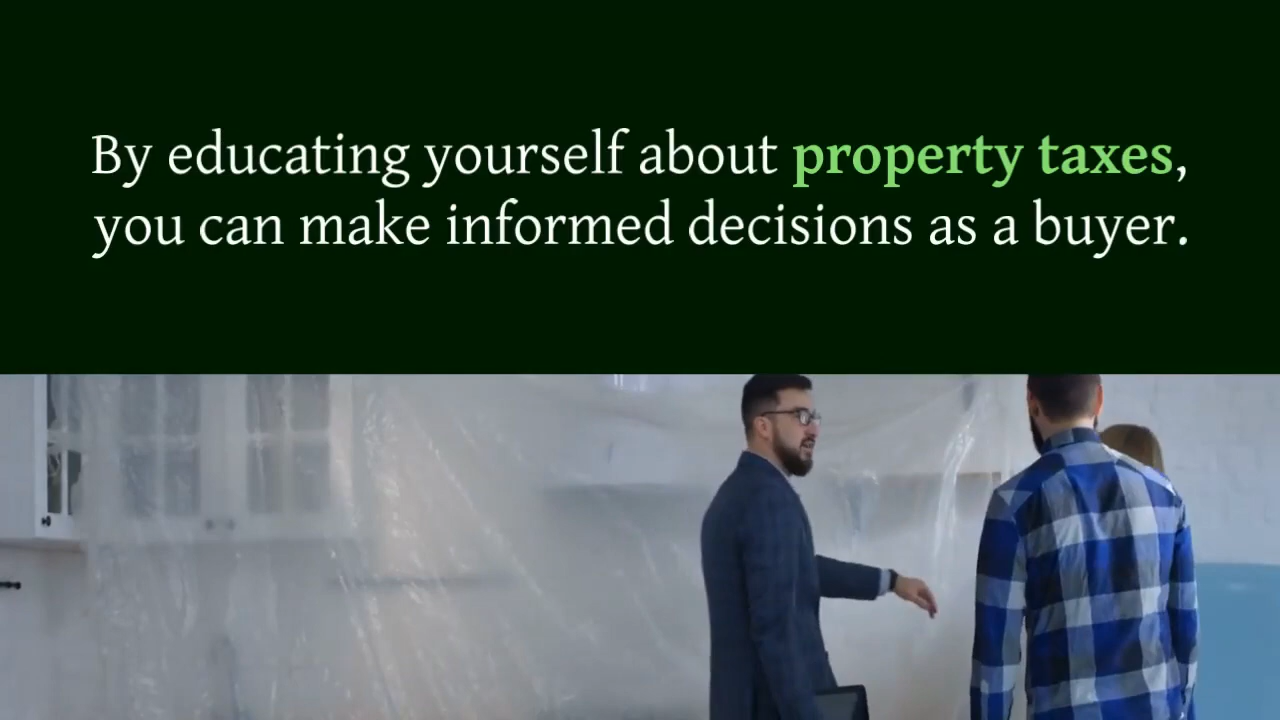 By educating yourself about property taxes,
you can make informed decisions as a buyer.